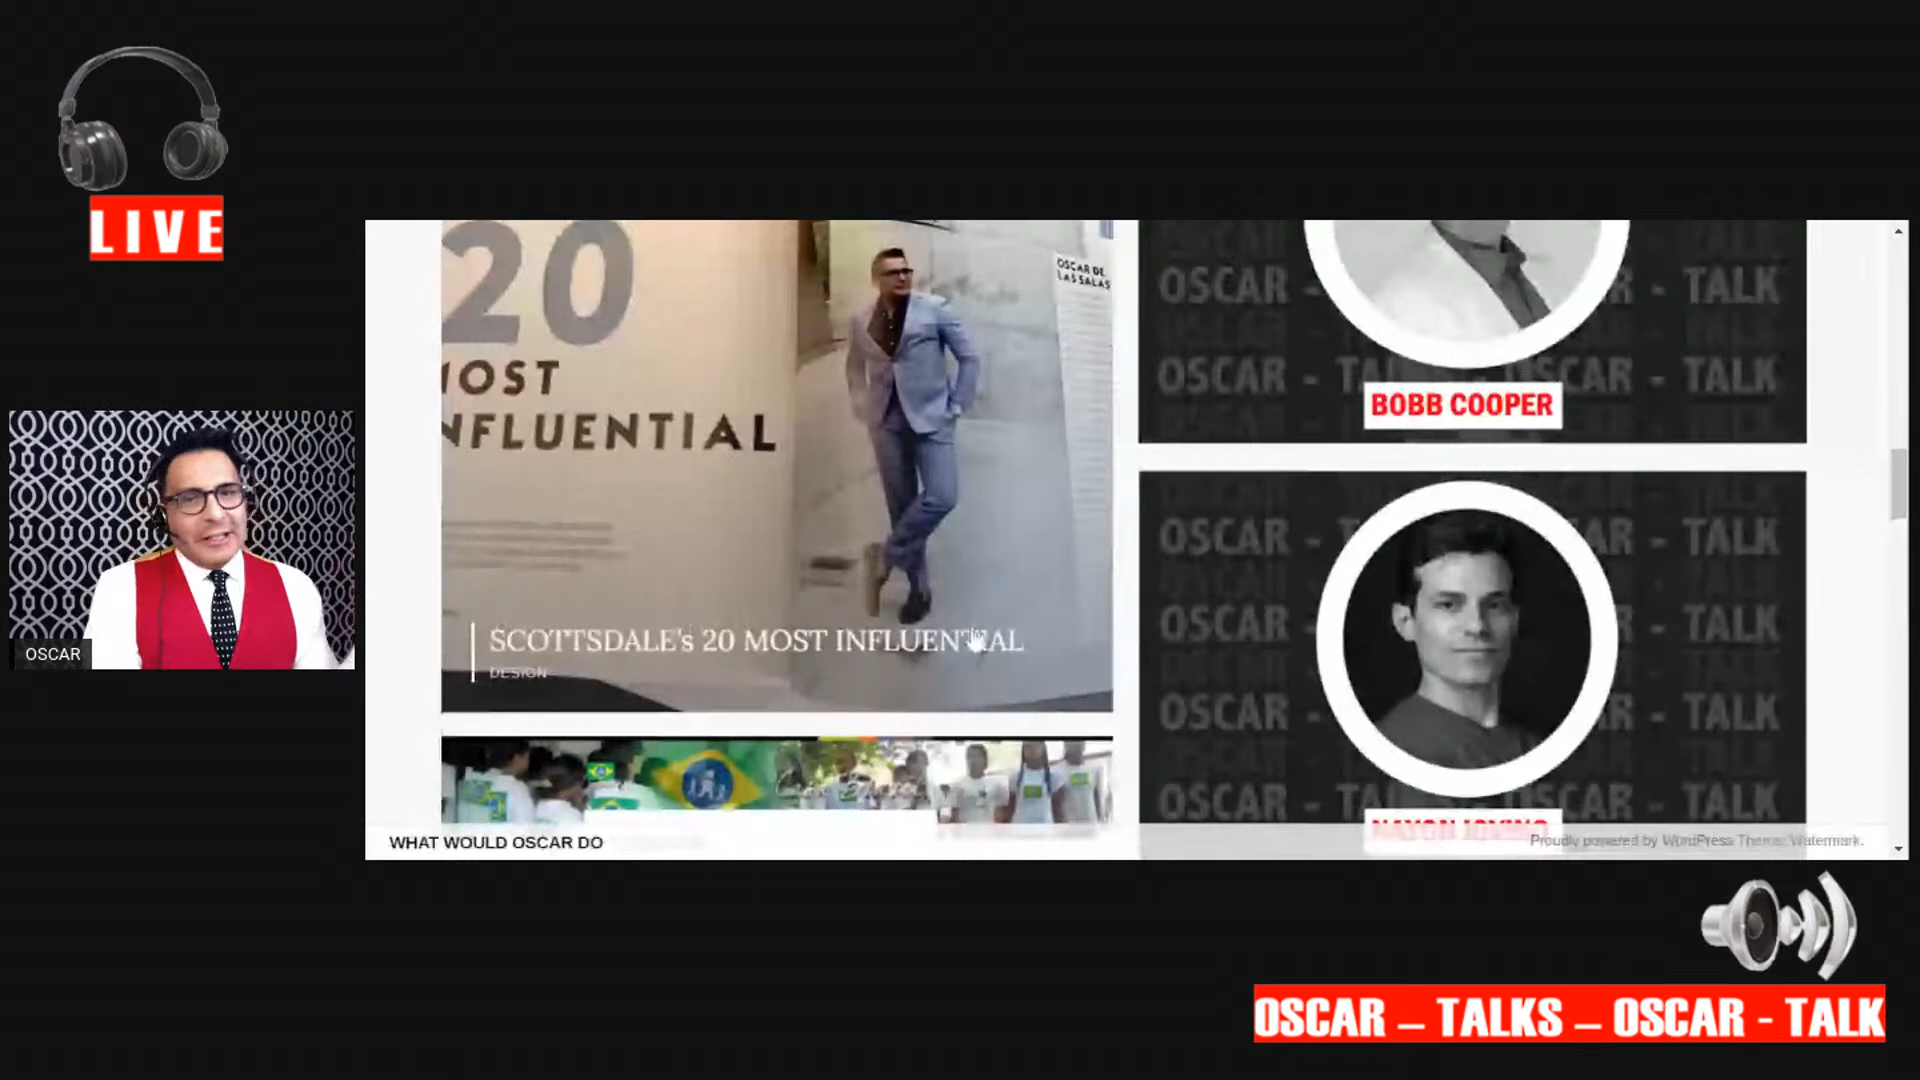 LIVE
OSCAR
20
MOST
INFLUENTIAL
OSCAR DE
LAS SALAS
SCOTTSDALE's 20 MOST INFLUENTIAL
DESIGN
WHAT WOULD OSCAR DO
OSCAR - TALK
OSCAR - TALK
BOBB COOPER
OSCAR - TALK
OSCAR - TALK
OSCAR - TALK
OSCAR - TALK
Proudly powered by WordPress Theme: Watermark.
OSCAR – TALKS – OSCAR - TALK